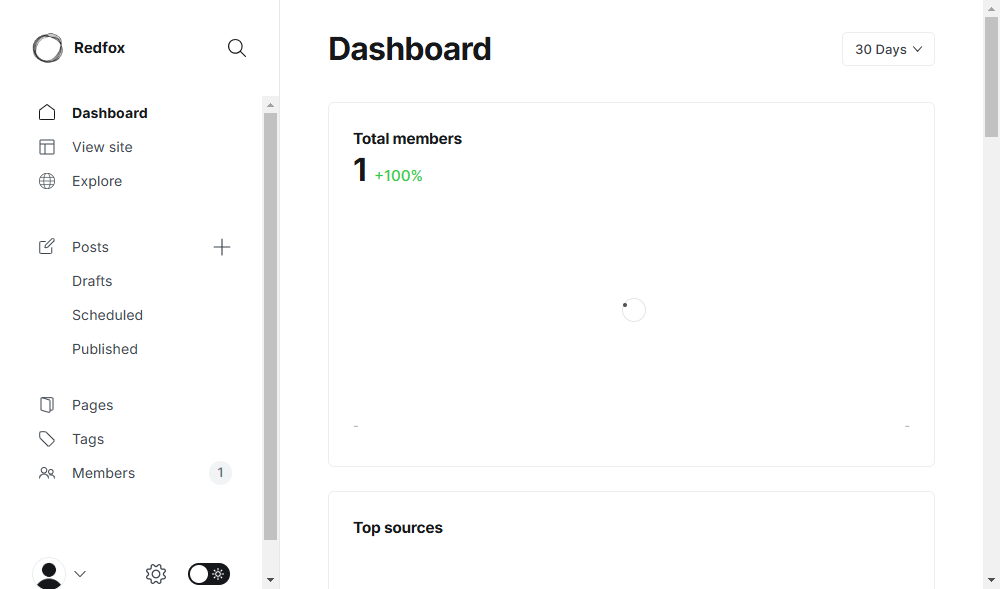 Redfox
Dashboard
View site
Explore
Posts
Drafts
Scheduled
Published
Pages
Tags
Members 1
Dashboard
30 Days
Total members
1 +100%
- -
Top sources